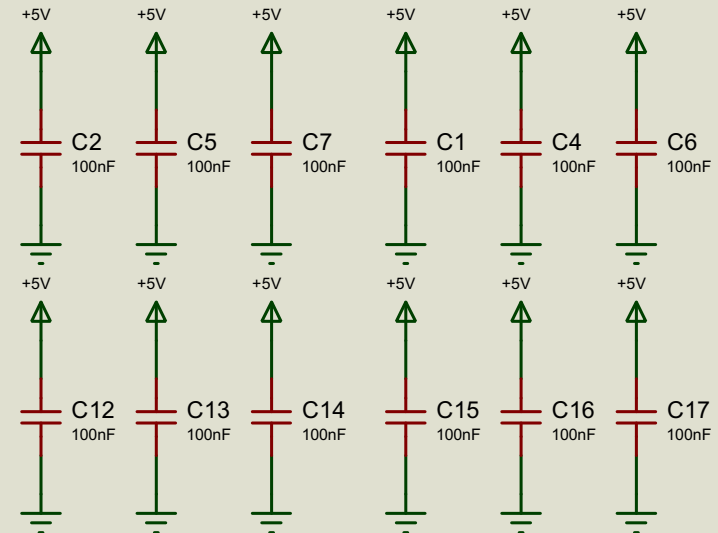 +5V +5V +5V +5V +5V +5V
C2 C5 C7 C1 C4 C6
100nF 100nF 100nF 100nF 100nF 100nF
+5V +5V +5V +5V +5V +5V
C12 C13 C14 C15 C16 C17
100nF 100nF 100nF 100nF 100nF 100nF